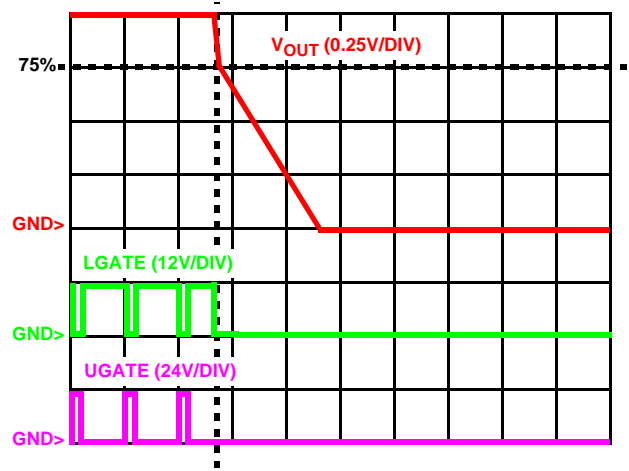 VOUT (0.25V/DIV)
75%
GND>
LGATE (12V/DIV)
GND>
UGATE (24V/DIV)
GND>